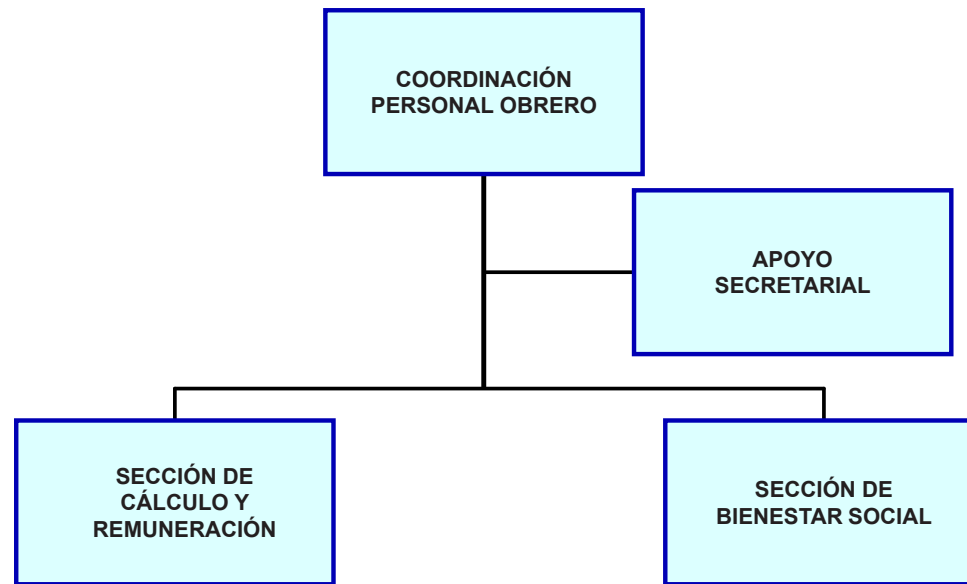 COORDINACIÓN
PERSONAL OBRERO
APOYO
SECRETARIAL
SECCIÓN DE
CÁLCULO Y
REMUNERACIÓN
SECCIÓN DE
BIENESTAR SOCIAL